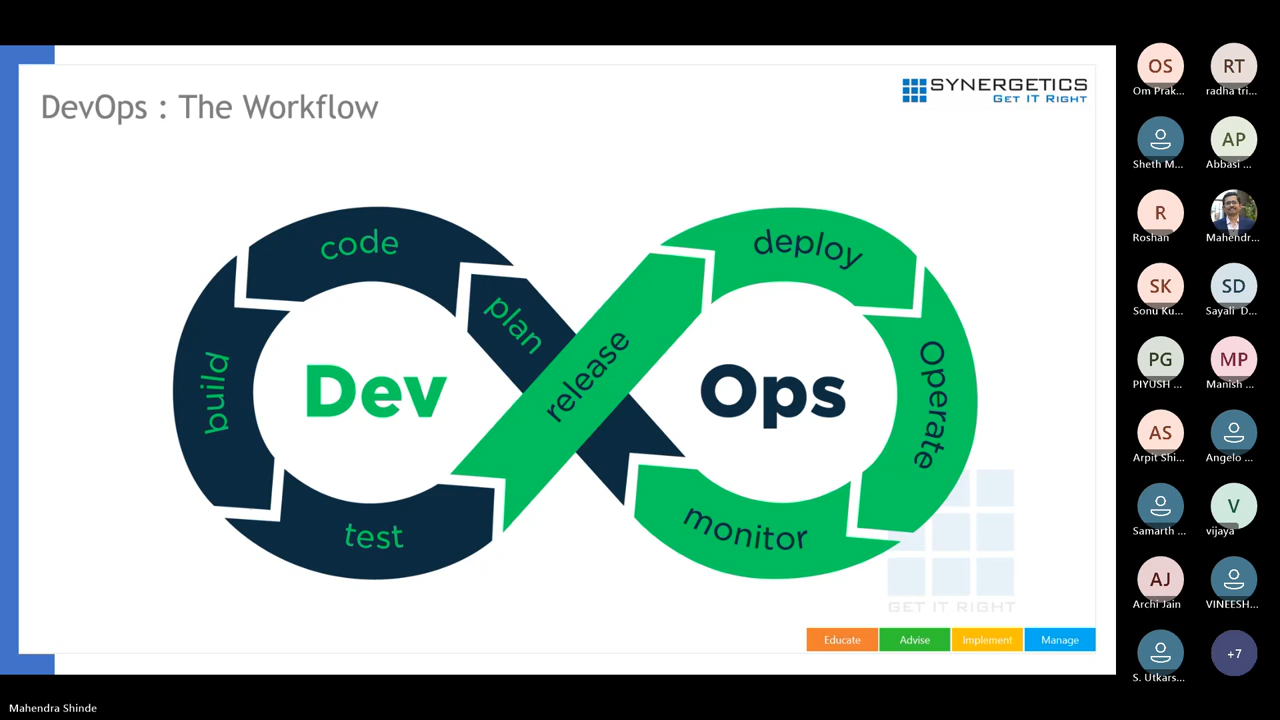 DevOps : The Workflow
SYNERGETICS
GET IT RIGHT
code
plan
build
Dev
test
release
deploy
Operate
Ops
monitor
GET IT RIGHT
Educate
Advise
Implement
Manage
OS
Om Prak...
RT
radha tri...
Sheth M...
AP
Abbasi ...
R
Roshan
Mahendr...
SK
Sonu Ku...
SD
Sayali D...
PG
PIYUSH ...
MP
Manish ...
AS
Arpit Shi...
Angelo ...
Samarth ...
V
vijaya
AJ
Archi Jain
VINEESH...
S. Utkars...
+7
Mahendra Shinde